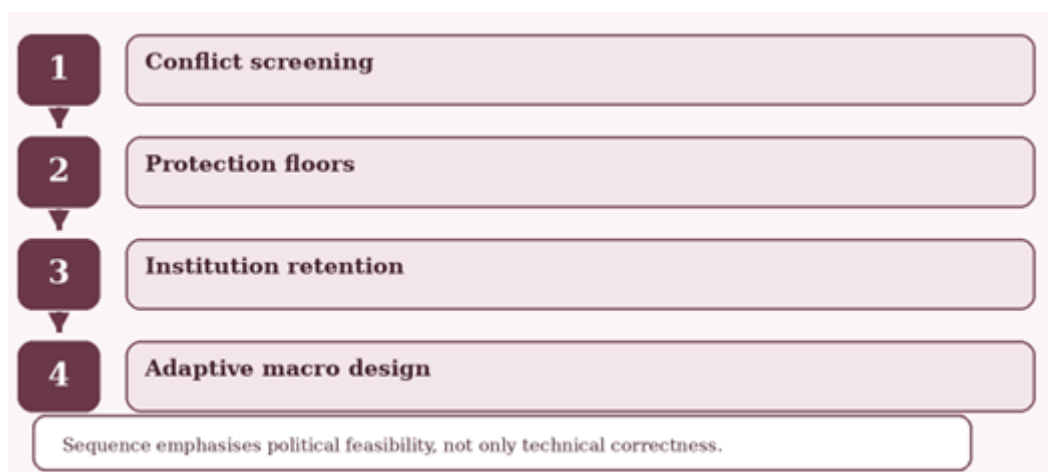 1
Conflict screening
2
Protection floors
3
Institution retention
4
Adaptive macro design
Sequence emphasises political feasibility, not only technical correctness.